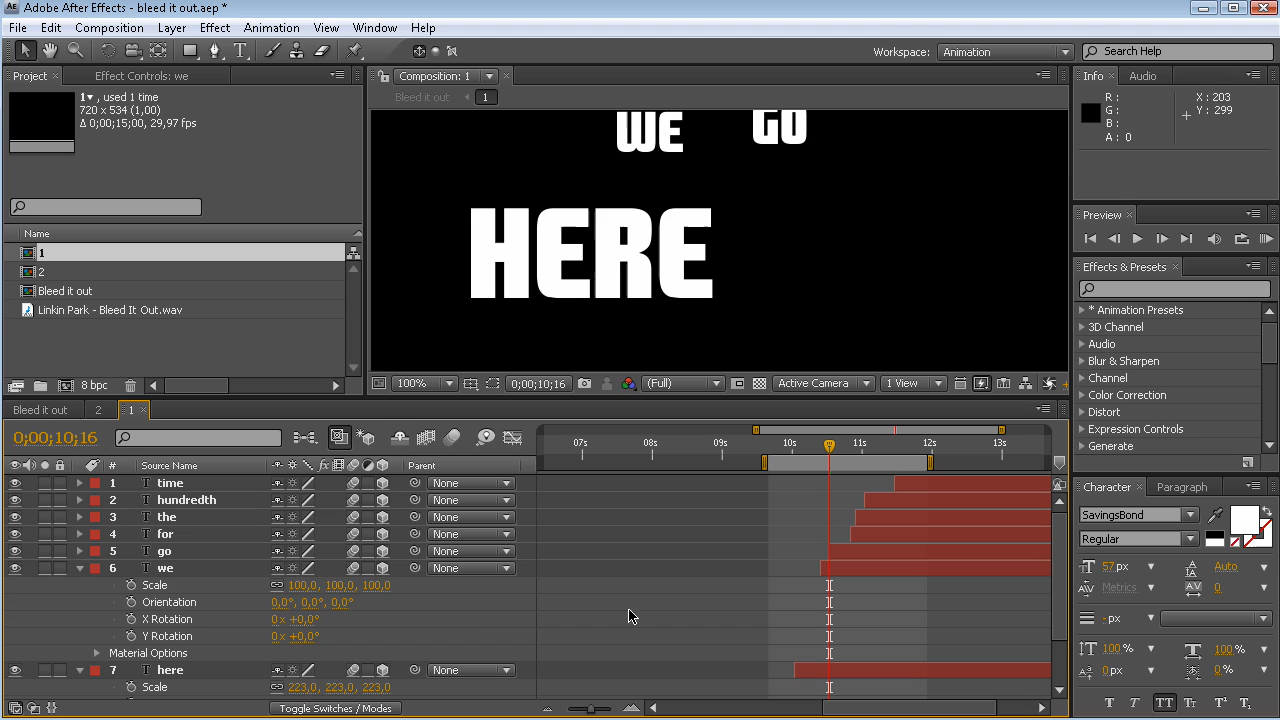 Adobe After Effects - bleed it out.aep *
File Edit Composition Layer Effect Animation View Window Help
Workspace: Animation Search Help
Project Effect Controls: we
1▾ , used 1 time
720 x 534 (1,00)
Δ 0;00;15;00, 29,97 fps
Name
1
2
Bleed it out
Linkin Park - Bleed It Out.wav
8 bpc
Composition: 1
Bleed it out 1
WE GO
HERE
100% 0;00;10;16 (Full) Active Camera 1 View
Info Audio
R :
G :
B :
A : 0
X : 203
Y : 299
Preview
Effects & Presets
* Animation Presets
3D Channel
Audio
Blur & Sharpen
Channel
Color Correction
Distort
Expression Controls
Generate
Bleed it out 2 1
0;00;10;16
07s 08s 09s 10s 11s 12s 13s
# Source Name Parent
1 T time None
2 T hundredth None
3 T the None
4 T for None
5 T go None
6 T we None
Scale 100,0, 100,0, 100,0%
Orientation 0,0°, 0,0°, 0,0°
X Rotation 0x +0,0°
Y Rotation 0x +0,0°
Material Options
7 T here None
Scale 223,0, 223,0, 223,0%
Toggle Switches / Modes
Character Paragraph
SavingsBond
Regular
57 px Auto
Metrics 0
- px
100 % 100 %
0 px 0 %
T T TT Tt T¹ T₁